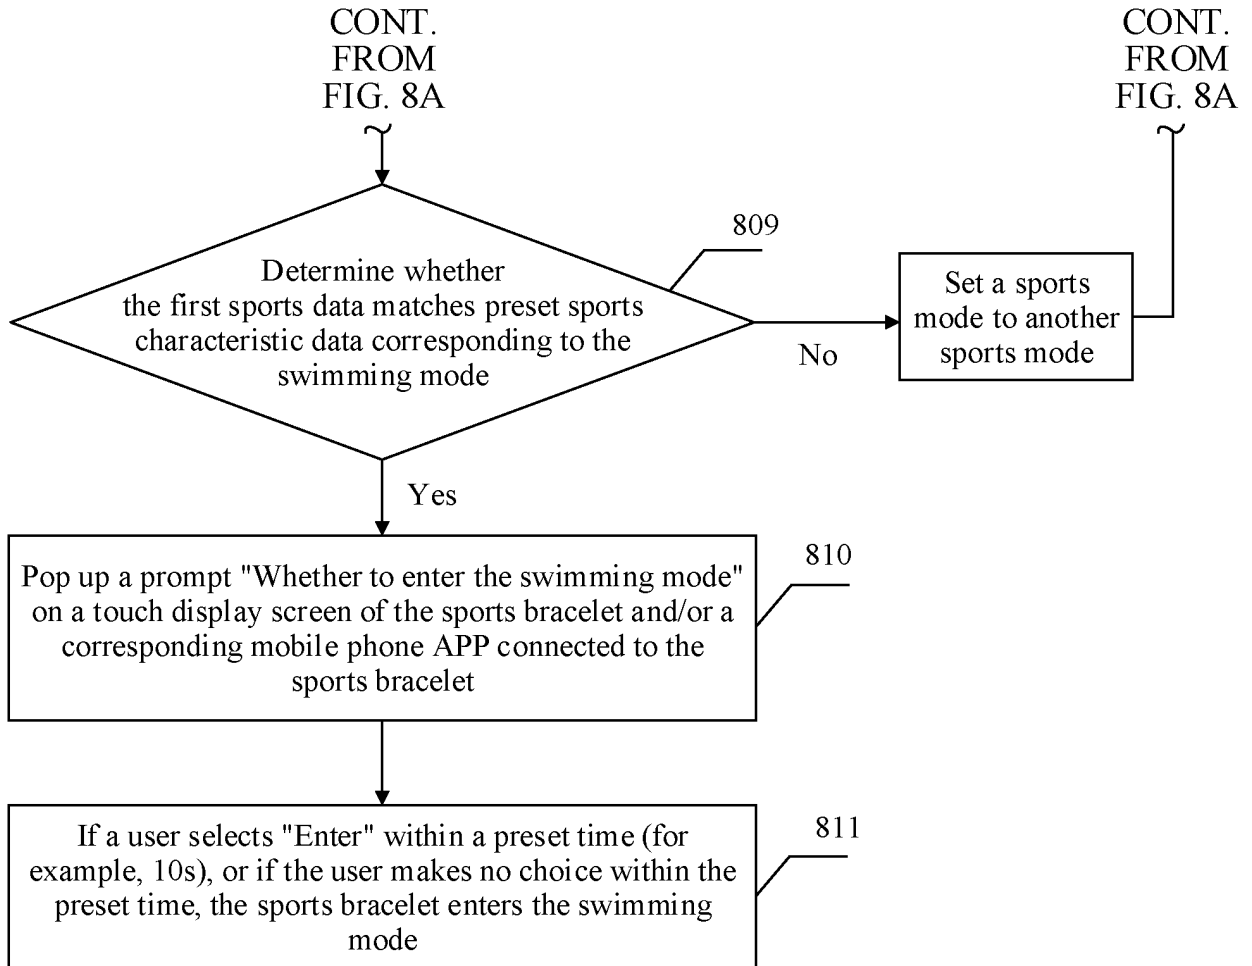 CONT.
FROM
FIG. 8A
CONT.
FROM
FIG. 8A
809
Determine whether
the first sports data matches preset sports
characteristic data corresponding to the
swimming mode
No
Set a sports
mode to another
sports mode
Yes
810
Pop up a prompt "Whether to enter the swimming mode"
on a touch display screen of the sports bracelet and/or a
corresponding mobile phone APP connected to the
sports bracelet
811
If a user selects "Enter" within a preset time (for
example, 10s), or if the user makes no choice within the
preset time, the sports bracelet enters the swimming
mode